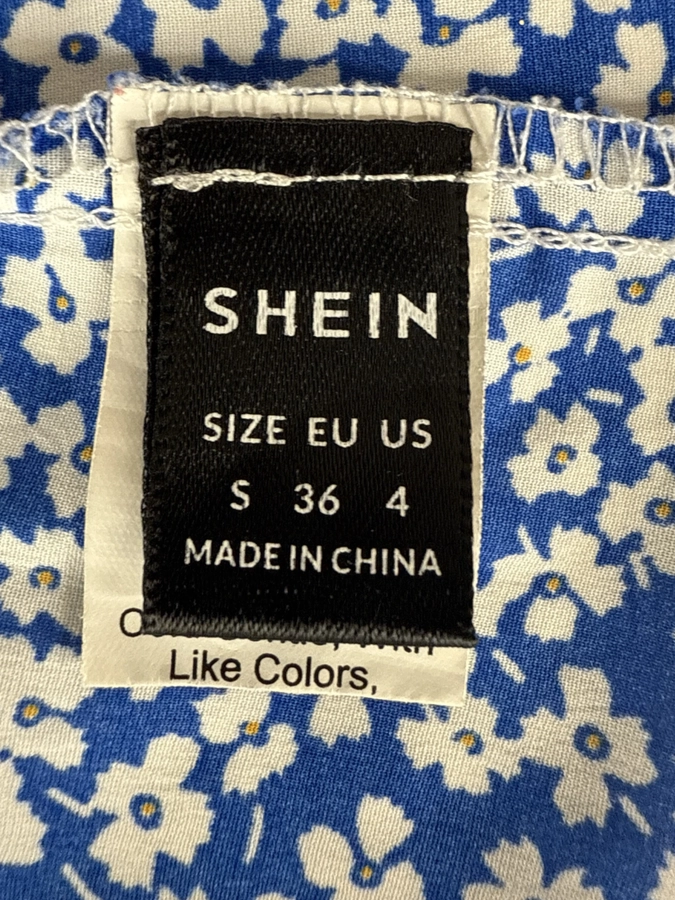 SHEIN
SIZE EU US
S 36 4
MADE IN CHINA
Like Colors,